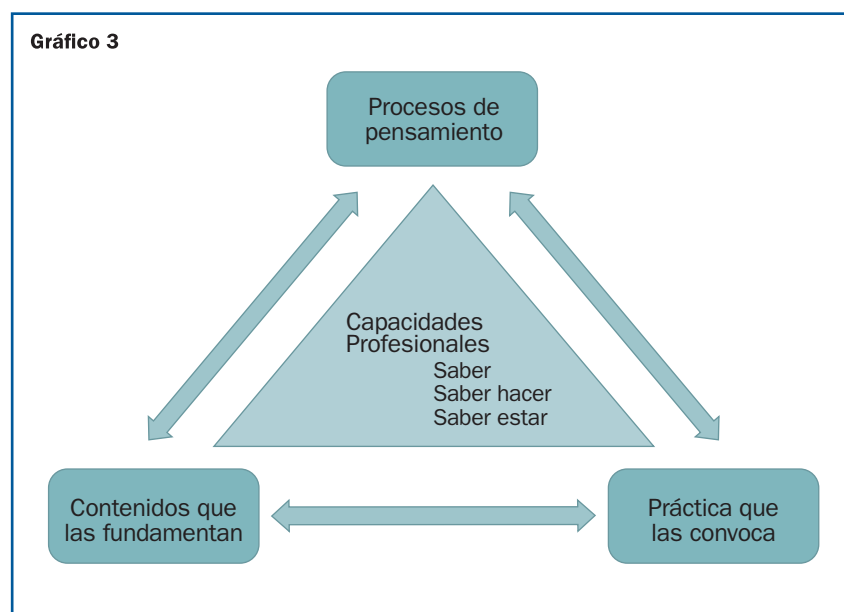 Gráfico 3
Procesos de
pensamiento
Capacidades
Profesionales
Saber
Saber hacer
Saber estar
Contenidos que
las fundamentan
Práctica que
las convoca